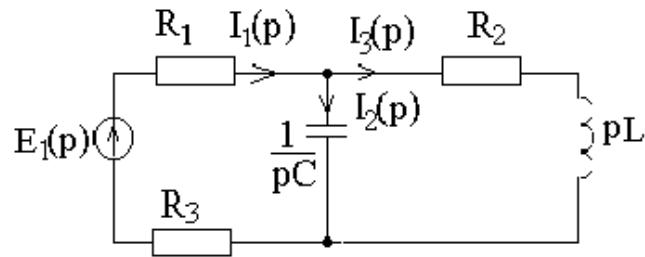 R₁ I₁(p) I₃(p) R₂
I₂(p)
E₁(p) 1/pC pL
R₃